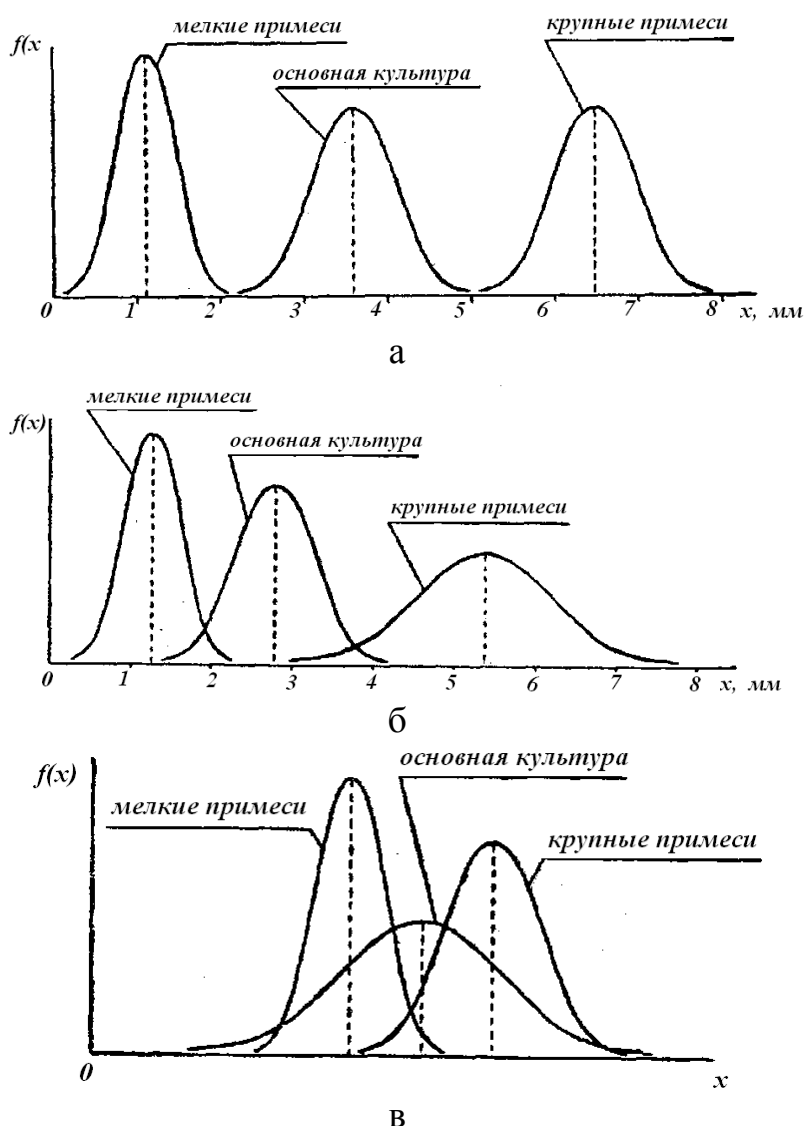 мелкие примеси
крупные примеси
f(x
основная культура
0 1 2 3 4 5 6 7 8 x, мм
а
мелкие примеси
f(x)
основная культура
крупные примеси
0 1 2 3 4 5 6 7 8 x, мм
б
основная культура
f(x)
мелкие примеси
крупные примеси
0 x
в